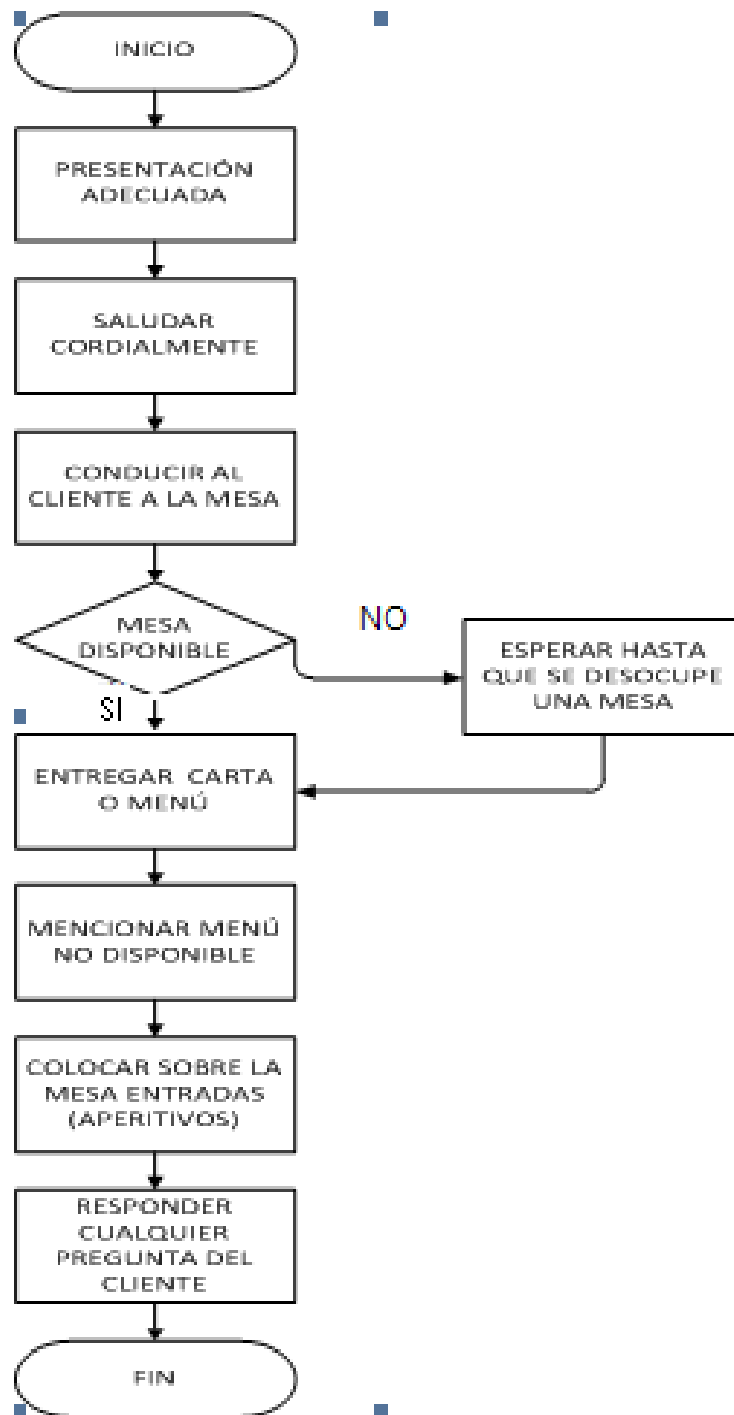 INICIO
PRESENTACIÓN
ADECUADA
SALUDAR
CORDIALMENTE
CONDUCIR AL
CLIENTE A LA MESA
MESA
DISPONIBLE
NO
ESPERAR HASTA
QUE SE DESOCUPE
UNA MESA
SI
ENTREGAR CARTA
O MENÚ
MENCIONAR MENÚ
NO DISPONIBLE
COLOCAR SOBRE LA
MESA ENTRADAS
(APERITIVOS)
RESPONDER
CUALQUIER
PREGUNTA DEL
CLIENTE
FIN